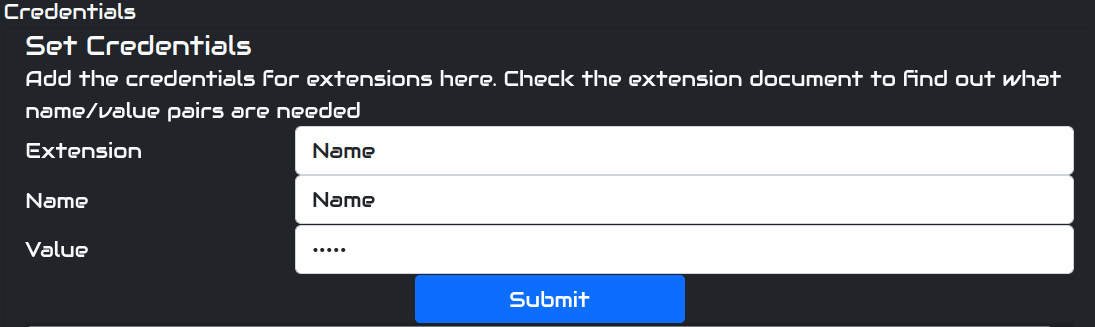 Credentials
Set Credentials
Add the credentials for extensions here. Check the extension document to find out what
name/value pairs are needed
Extension
Name
Name
Name
Value
•••••
Submit